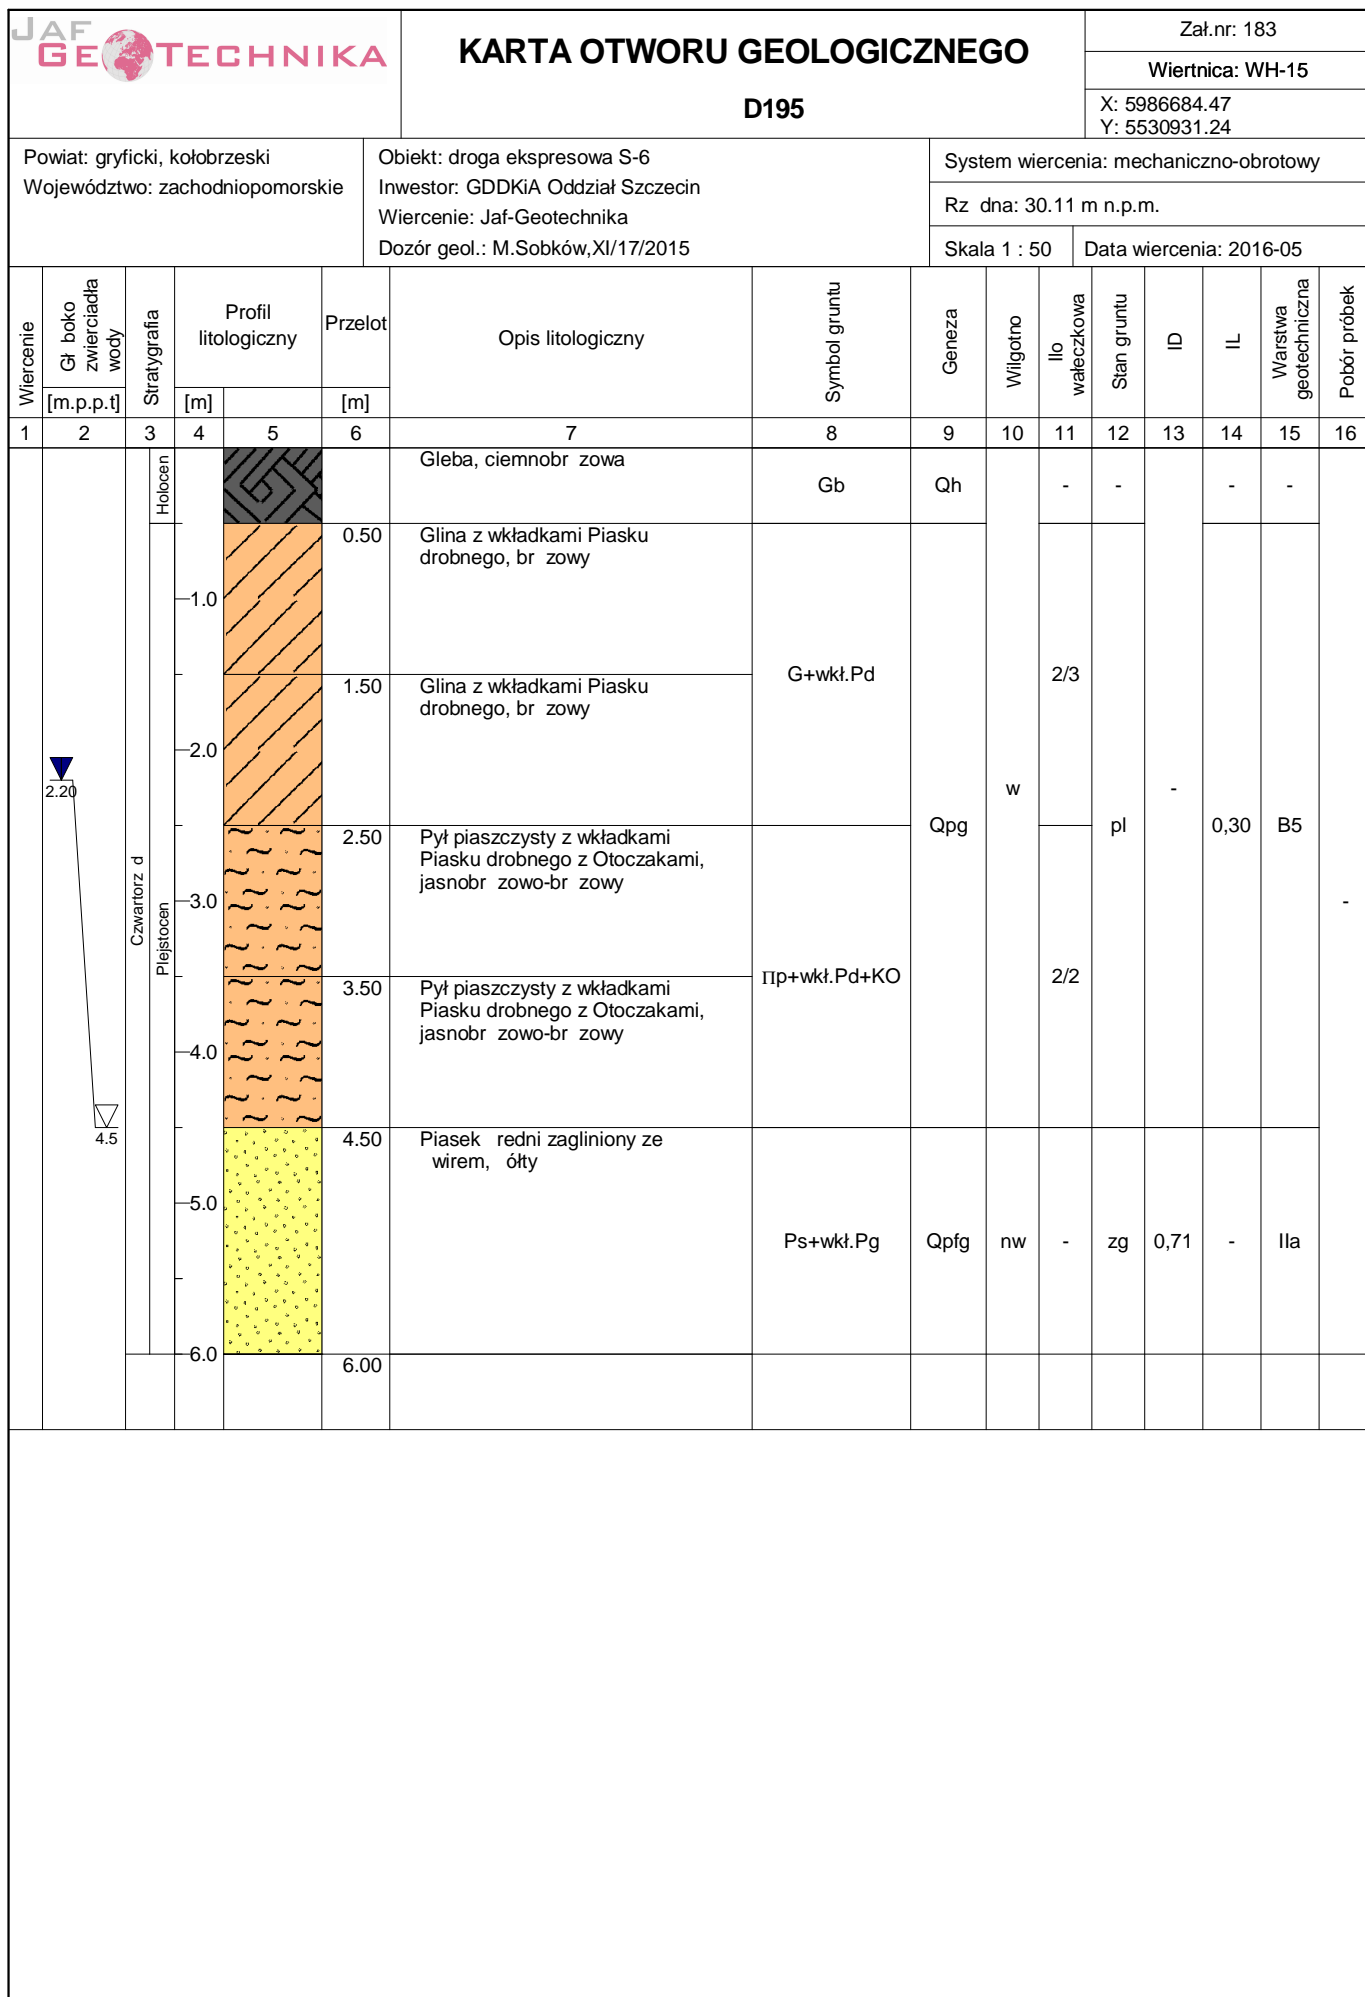 JAF
GEOTECHNIKA
KARTA OTWORU GEOLOGICZNEGO
D195
Zał.nr: 183
Wiertnica: WH-15
X: 5986684.47
Y: 5530931.24
Powiat: gryficki, kołobrzeski
Województwo: zachodniopomorskie
Obiekt: droga ekspresowa S-6
Inwestor: GDDKiA Oddział Szczecin
Wiercenie: Jaf-Geotechnika
Dozór geol.: M.Sobków,XI/17/2015
System wiercenia: mechaniczno-obrotowy
Rz dna: 30.11 m n.p.m.
Skala 1 : 50
Data wiercenia: 2016-05
Wiercenie
Gł boko
zwierciadła
wody
[m.p.p.t]
Stratygrafia
Profil
litologiczny
[m]
Przelot
[m]
Opis litologiczny
Symbol gruntu
Geneza
Wilgotno
Ilo
wałeczkowa
Stan gruntu
ID
IL
Warstwa
geotechniczna
Pobór próbek
1 2 3 4 5 6 7 8 9 10 11 12 13 14 15 16
Holocen
Gleba, ciemnobr zowa
Gb Qh - - - -
0.50
Glina z wkładkami Piasku
drobnego, br zowy
1.0
G+wkł.Pd
2/3
1.50
Glina z wkładkami Piasku
drobnego, br zowy
2.0
2.20
w
-
Qpg
pl
0,30
B5
2.50
Pył piaszczysty z wkładkami
Piasku drobnego z Otoczakami,
jasnobr zowo-br zowy
Czwartorz d
Plejstocen
3.0
-
Πp+wkł.Pd+KO
2/2
3.50
Pył piaszczysty z wkładkami
Piasku drobnego z Otoczakami,
jasnobr zowo-br zowy
4.0
4.5
4.50
Piasek redni zagliniony ze
wirem, ółty
5.0
Ps+wkł.Pg Qpfg nw - zg 0,71 - IIa
6.0
6.00